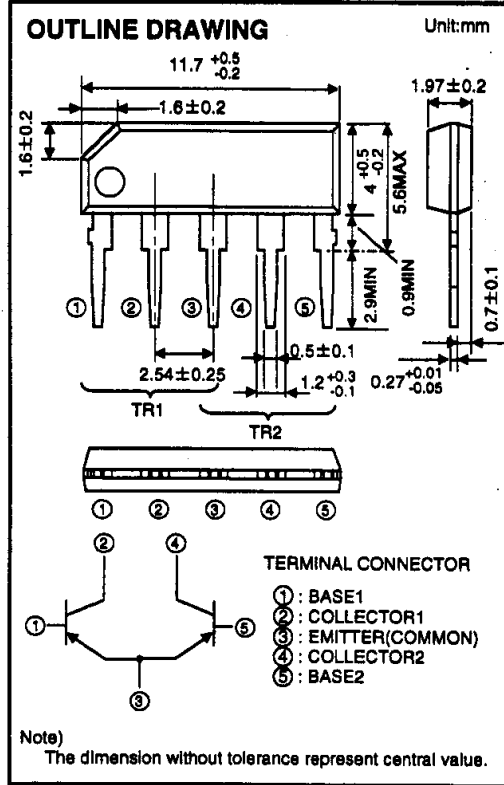 OUTLINE DRAWING
Unit:mm
11.7 +0.5 -0.2
1.97±0.2
1.6±0.2
1.6±0.2
4 +0.5 -0.2
5.6MAX
2.9MIN
0.9MIN
0.7±0.1
① ② ③ ④ ⑤
0.5±0.1
2.54±0.25
1.2 +0.3 -0.1
0.27 +0.01 -0.05
TR1
TR2
① ② ③ ④ ⑤
② ④
① ⑤
③
TERMINAL CONNECTOR
① : BASE1
② : COLLECTOR1
③ : EMITTER(COMMON)
④ : COLLECTOR2
⑤ : BASE2
Note)
The dimension without tolerance represent central value.